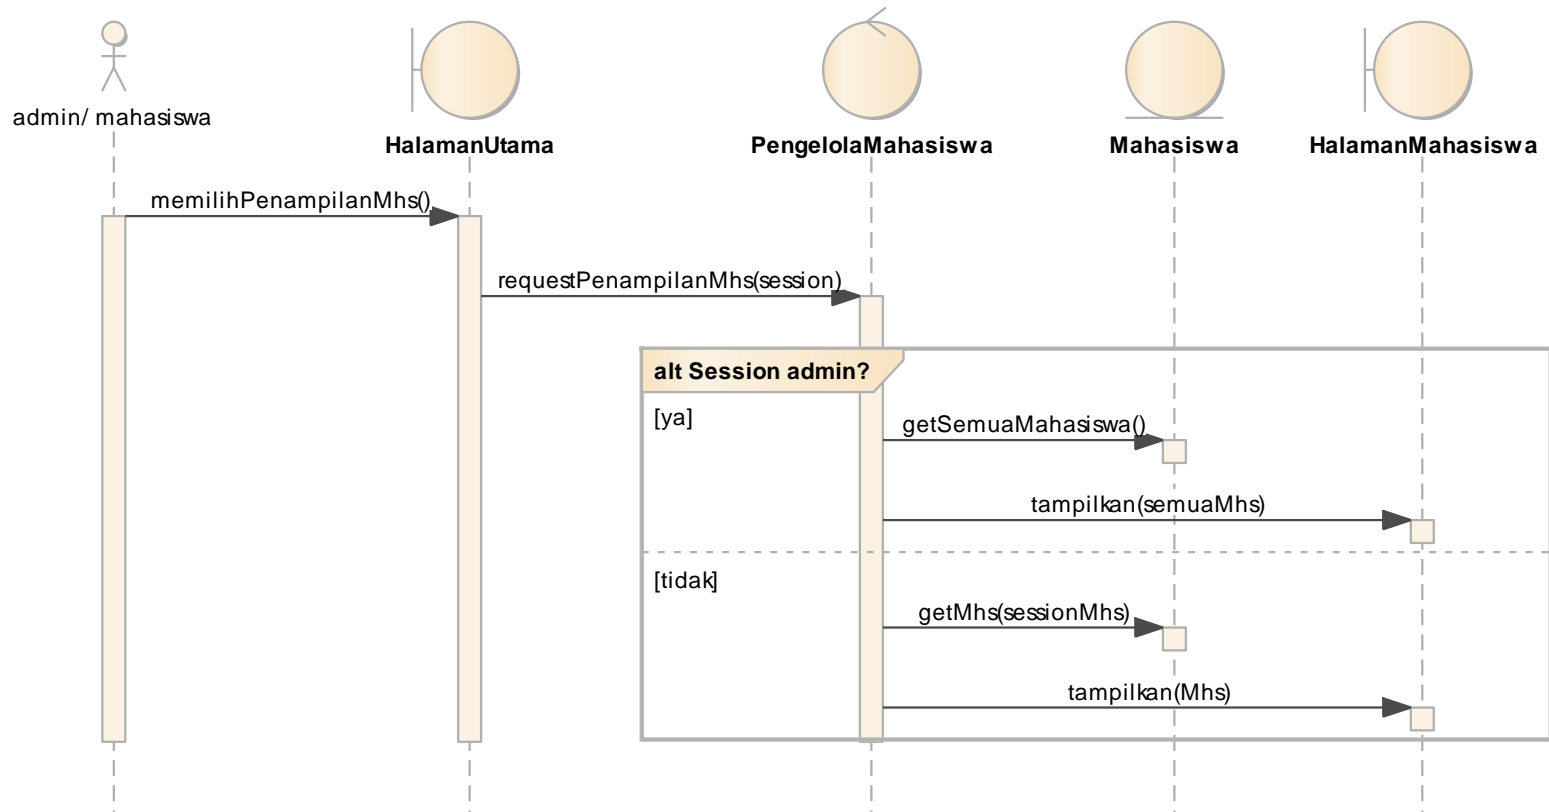 admin/ mahasiswa
HalamanUtama
PengelolaMahasiswa
Mahasiswa
HalamanMahasiswa
memilihPenampilanMhs()
requestPenampilanMhs(session)
alt Session admin?
[ya]
getSemuaMahasiswa()
tampilkan(semuaMhs)
[tidak]
getMhs(sessionMhs)
tampilkan(Mhs)